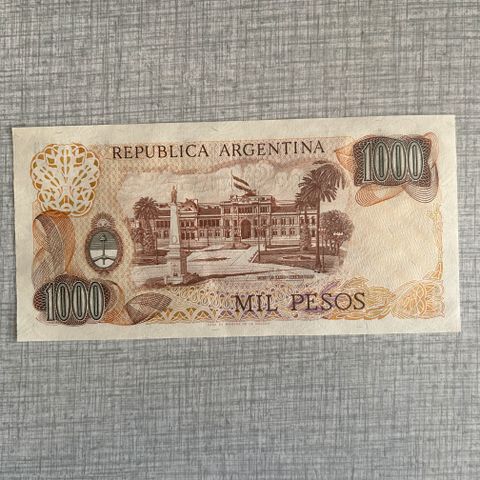 REPUBLICA ARGENTINA
1000
1000
MIL PESOS